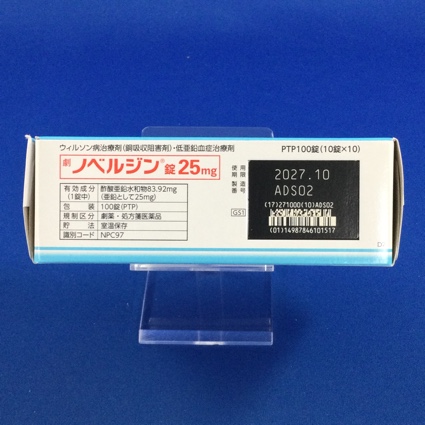 ウィルソン病治療剤(銅吸収阻害剤)・低亜鉛血症治療剤
PTP100錠(10錠×10)
劇 ノベルジン®錠25mg
有効成分(1錠中) 酢酸亜鉛水和物83.92mg(亜鉛として25mg)
包装 100錠(PTP)
規制区分 劇薬・処方箋医薬品
貯法 室温保存
識別コード NPC97
使用期限 2027.10
製造番号 ADS02
GS1
(17)271000(10)ADS02
(01)14987846101517
D